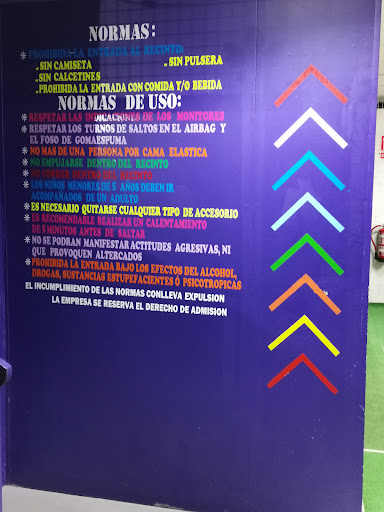 NORMAS:
* PROHIBIDA LA ENTRADA AL RECINTO:
- SIN CAMISETA - SIN PULSERA
- SIN CALCETINES
- PROHIBIDA LA ENTRADA CON COMIDA Y/O BEBIDA
NORMAS DE USO:
* RESPETAR LAS INDICACIONES DE LOS MONITORES
* RESPETAR LOS TURNOS DE SALTOS EN EL AIRBAG Y
EL FOSO DE GOMAESPUMA
* NO MAS DE UNA PERSONA POR CAMA ELASTICA
* NO EMPUJARSE DENTRO DEL RECINTO
* NO CORRER DENTRO DEL RECINTO
* LOS NIÑOS MENORES DE 5 AÑOS DEBEN IR
ACOMPAÑADOS DE UN ADULTO
* ES NECESARIO QUITARSE CUALQUIER TIPO DE ACCESORIO
* ES RECOMENDABLE REALIZAR UN CALENTAMIENTO
DE 5 MINUTOS ANTES DE SALTAR
* NO SE PODRAN MANIFESTAR ACTITUDES AGRESIVAS, NI
QUE PROVOQUEN ALTERCADOS
* PROHIBIDA LA ENTRADA BAJO LOS EFECTOS DEL ALCOHOL,
DROGAS, SUSTANCIAS ESTUPEFACIENTES Ó PSICOTROPICAS
EL INCUMPLIMIENTO DE LAS NORMAS CONLLEVA EXPULSION
LA EMPRESA SE RESERVA EL DERECHO DE ADMISION